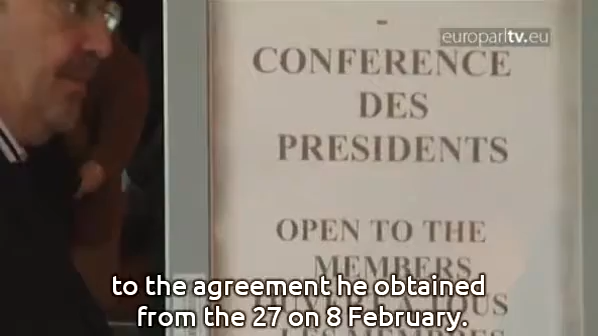 europarltv.eu
CONFERENCE
DES
PRESIDENTS
OPEN TO THE
MEMBERS
to the agreement he obtained
from the 27 on 8 February.